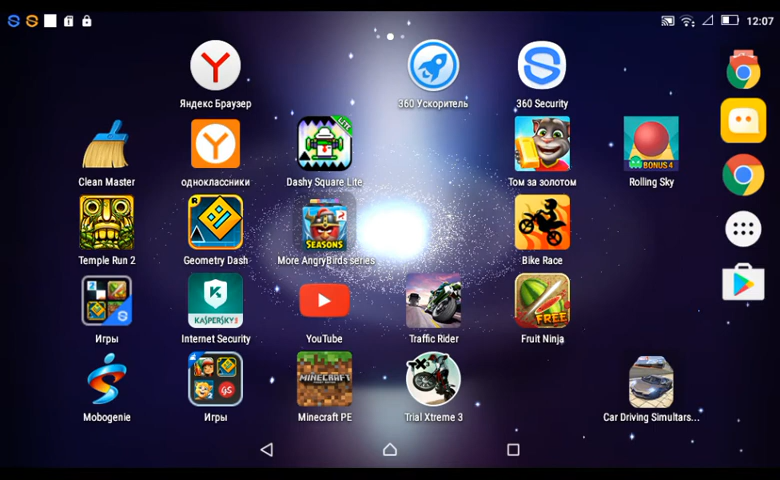 12:07
Яндекс Браузер
360 Ускоритель
360 Security
LITE
BONUS 4
Clean Master
одноклассники
Dashy Square Lite
Том за золотом
Rolling Sky
SEASONS
Temple Run 2
Geometry Dash
More AngryBirds series
Bike Race
KASPERSKY
FREE
Игры
Internet Security
YouTube
Traffic Rider
Fruit Ninja
MINECRAFT
Mobogenie
Игры
Minecraft PE
Trial Xtreme 3
Car Driving Simultars...